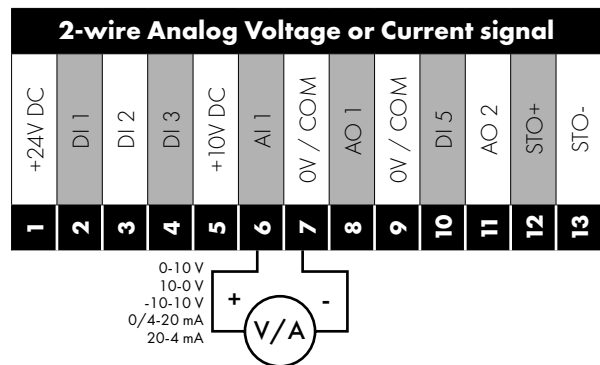 2-wire Analog Voltage or Current signal
+24V DC
DI 1
DI 2
DI 3
+10V DC
AI 1
0V / COM
AO 1
0V / COM
DI 5
AO 2
STO+
STO-
1
2
3
4
5
6
7
8
9
10
11
12
13
0-10 V
10-0 V
-10-10 V
0/4-20 mA
20-4 mA
+
-
V/A